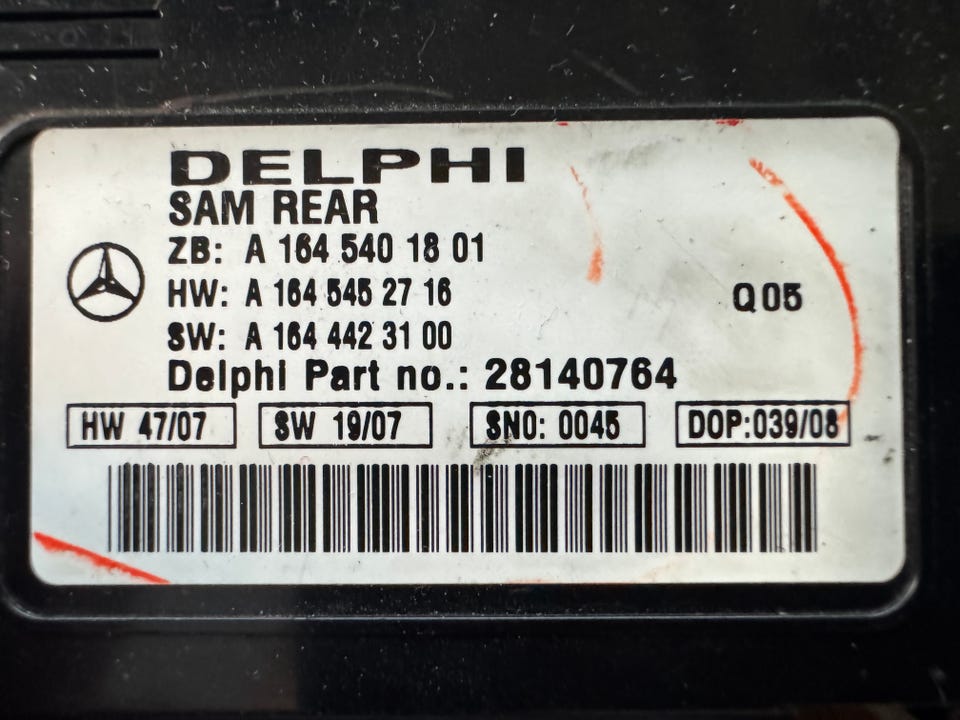 DELPHI
SAM REAR
ZB: A 164 540 18 01
HW: A 164 545 27 16
Q 05
SW: A 164 442 31 00
Delphi Part no.: 28140764
HW 47/07 SW 19/07 SNO: 0045 DOP:039/08